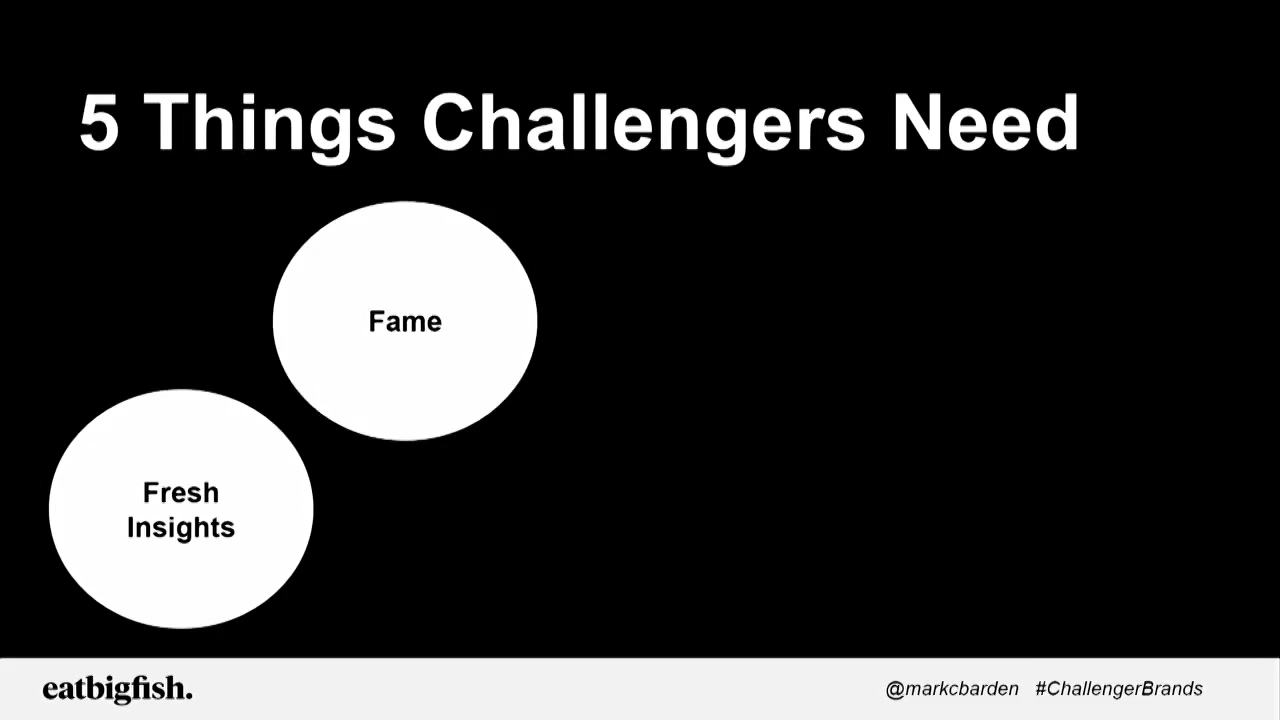 5 Things Challengers Need
Fame
Fresh
Insights
eatbigfish.
@markcbarden #ChallengerBrands